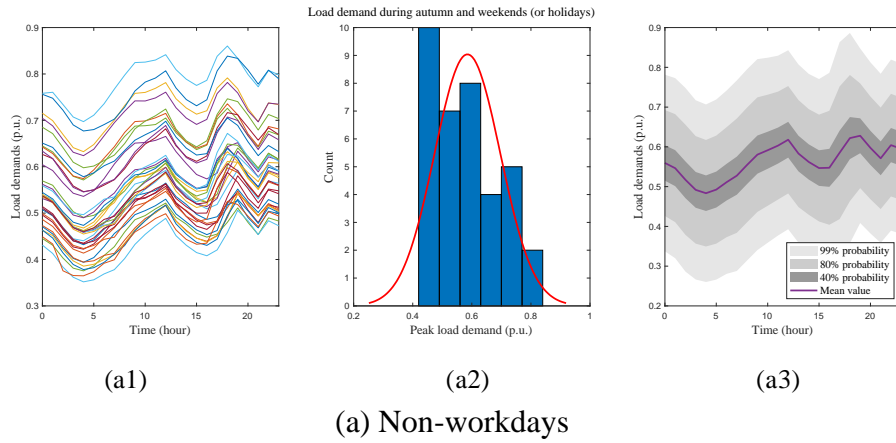 Load demand during autumn and weekends (or holidays)
0.9
0.8
0.7
0.6
0.5
0.4
0.3
Load demands (p.u.)
0 5 10 15 20
Time (hour)
10
9
8
7
6
5
4
3
2
1
0
Count
0.2 0.4 0.6 0.8 1
Peak load demand (p.u.)
0.9
0.8
0.7
0.6
0.5
0.4
0.3
0.2
Load demands (p.u.)
99% probability
80% probability
40% probability
Mean value
0 5 10 15 20
Time (hour)
(a1) (a2) (a3)
(a) Non-workdays